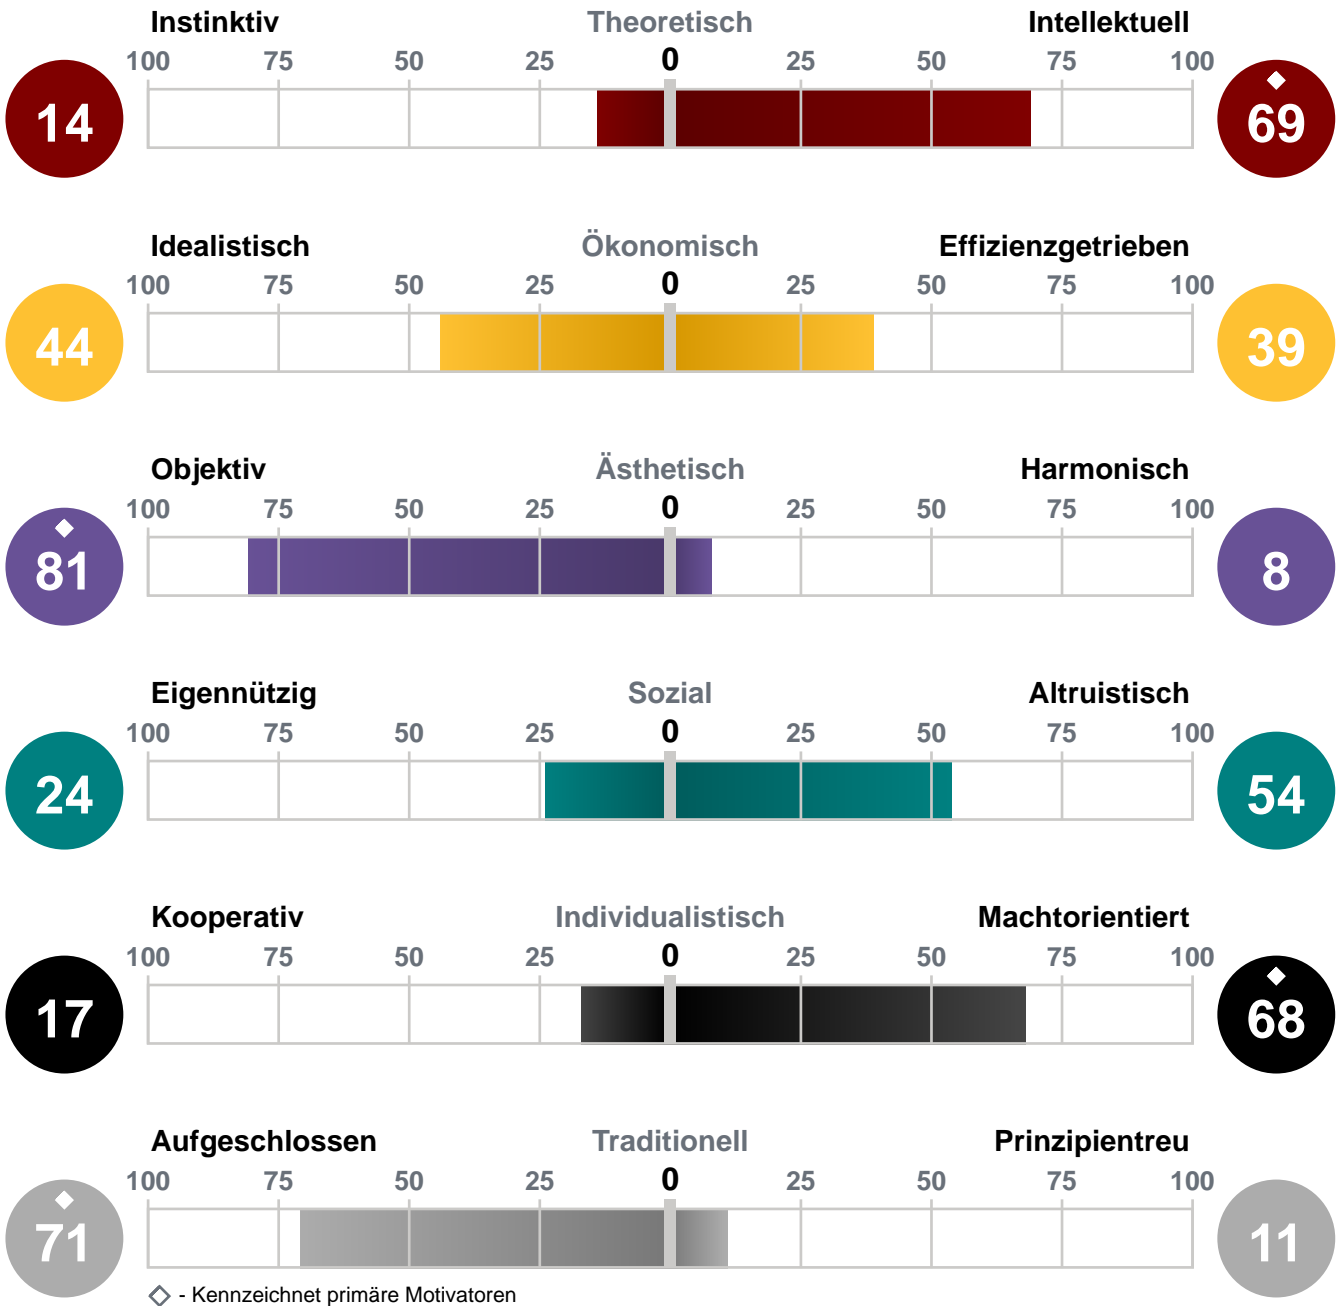 Instinktiv Theoretisch Intellektuell
100 75 50 25 0 25 50 75 100
14 69
Idealistisch Ökonomisch Effizienzgetrieben
100 75 50 25 0 25 50 75 100
44 39
Objektiv Ästhetisch Harmonisch
100 75 50 25 0 25 50 75 100
81 8
Eigennützig Sozial Altruistisch
100 75 50 25 0 25 50 75 100
24 54
Kooperativ Individualistisch Machtorientiert
100 75 50 25 0 25 50 75 100
17 68
Aufgeschlossen Traditionell Prinzipientreu
100 75 50 25 0 25 50 75 100
71 11
- Kennzeichnet primäre Motivatoren